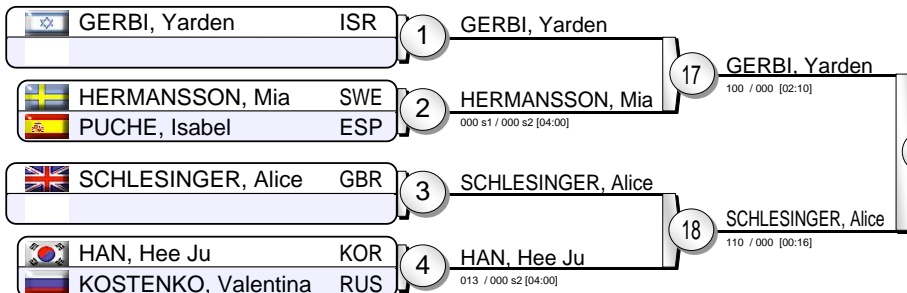 GERBI, Yarden ISR
1
GERBI, Yarden
HERMANSSON, Mia SWE
PUCHE, Isabel ESP
2
HERMANSSON, Mia
000 s1 / 000 s2 [04:00]
17
GERBI, Yarden
100 / 000 [02:10]
SCHLESINGER, Alice GBR
3
SCHLESINGER, Alice
HAN, Hee Ju KOR
KOSTENKO, Valentina RUS
4
HAN, Hee Ju
013 / 000 s2 [04:00]
18
SCHLESINGER, Alice
110 / 000 [00:16]